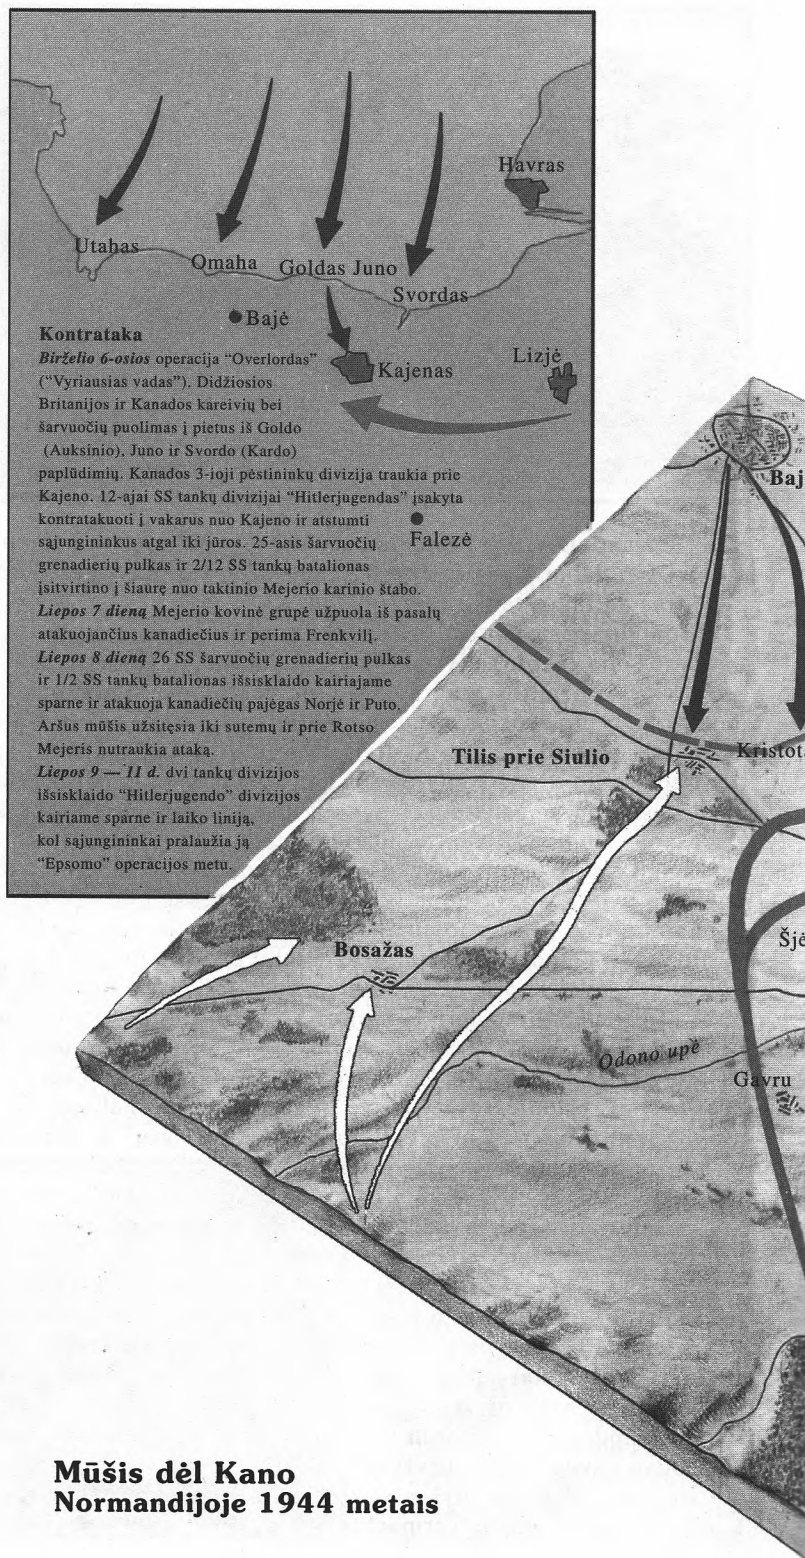 Havras
Utahas
Omaha
Goldas Juno
Svordas
Bajė
Kajenas
Lizjė
Falezė
Kontrataka
Birželio 6-osios operacija “Overlordas”
(“Vyriausias vadas”). Didžiosios
Britanijos ir Kanados kareivių bei
šarvuočių puolimas į pietus iš Goldo
(Auksinio), Juno ir Svordo (Kardo)
paplūdimių. Kanados 3-ioji pėstininkų divizija traukia prie
Kajeno. 12-ajai SS tankų divizijai “Hitlerjugendas” įsakyta
kontratakuoti į vakarus nuo Kajeno ir atstumti
sąjungininkus atgal iki jūros. 25-asis šarvuočių
grenadierių pulkas ir 2/12 SS tankų batalionas
įsitvirtino į šiaurę nuo taktinio Mejerio karinio štabo.
Liepos 7 dieną Mejerio kovinė grupė užpuola iš pasalų
atakuojančius kanadiečius ir perima Frenkvilį.
Liepos 8 dieną 26 SS šarvuočių grenadierių pulkas
ir 1/2 SS tankų batalionas išsisklaido kairiajame
sparne ir atakuoja kanadiečių pajėgas Norjė ir Puto.
Aršus mūšis užsitęsia iki sutemų ir prie Rotso
Mejeris nutraukia ataką.
Liepos 9 — 11 d. dvi tankų divizijos
išsisklaido “Hitlerjugendo” divizijos
kairiame sparne ir laiko liniją,
kol sąjungininkai pralaužia ją
“Epsomo” operacijos metu.
Baj
Tilis prie Siulio
Kristot
Šjė
Bosažas
Odono upė
Gavru
Mūšis dėl Kano
Normandijoje 1944 metais